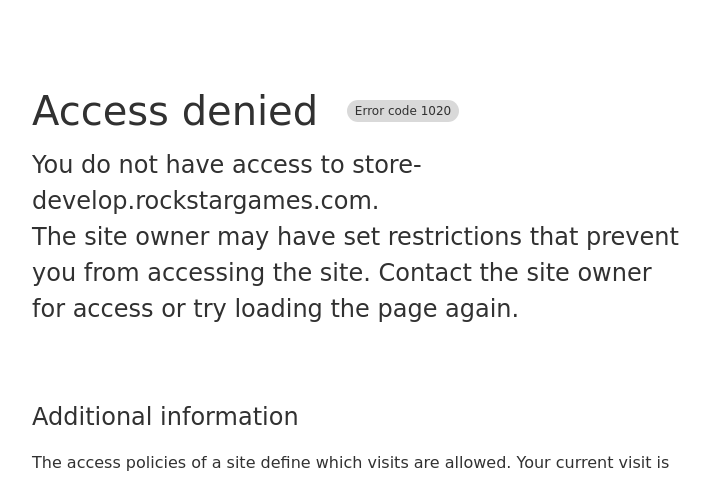 Access denied Error code 1020
You do not have access to store-
develop.rockstargames.com.
The site owner may have set restrictions that prevent
you from accessing the site. Contact the site owner
for access or try loading the page again.
Additional information
The access policies of a site define which visits are allowed. Your current visit is